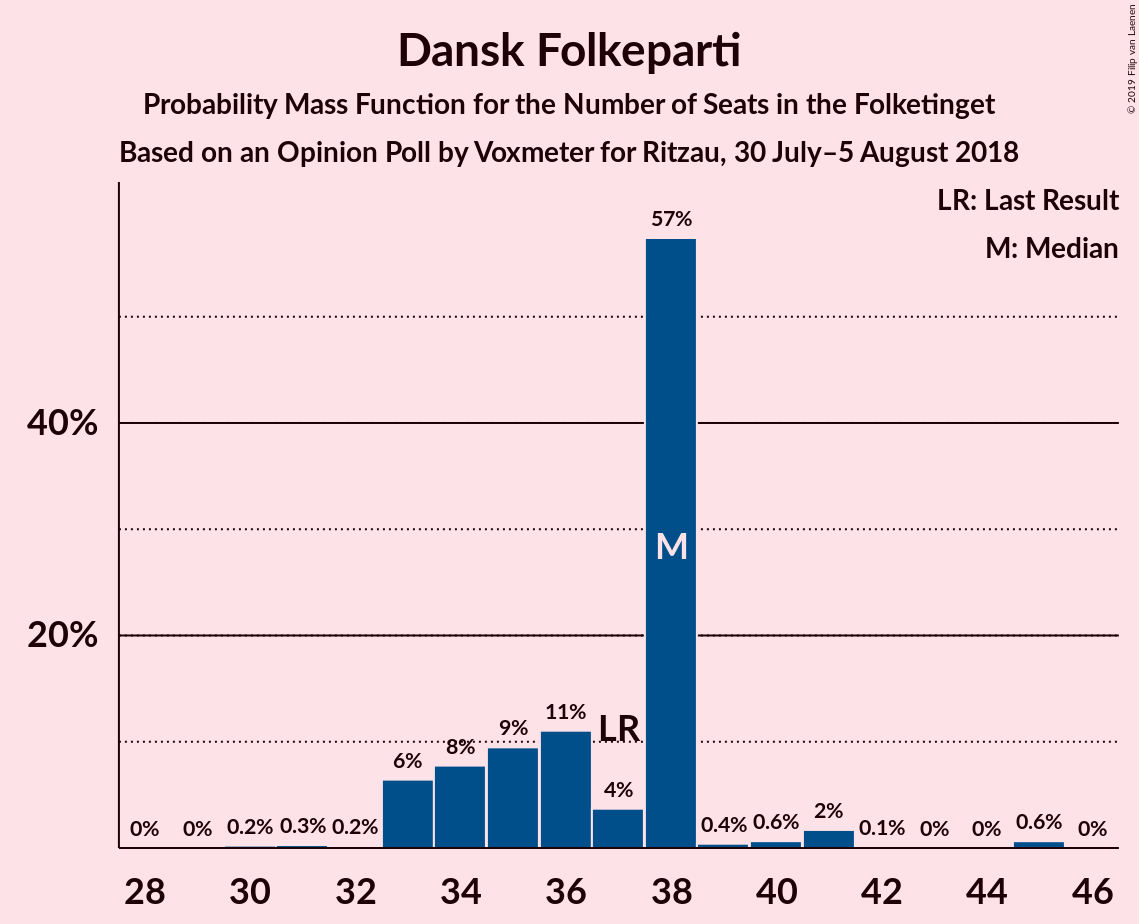 Dansk Folkeparti
Probability Mass Function for the Number of Seats in the Folketinget
Based on an Opinion Poll by Voxmeter for Ritzau, 30 July–5 August 2018
© 2019 Filip van Laenen
LR: Last Result
M: Median
40%
20%
0% 0% 0.2% 0.3% 0.2% 6% 8% 9% 11% 4% 57% 0.4% 0.6% 2% 0.1% 0% 0% 0.6% 0%
LR
M
28 30 32 34 36 38 40 42 44 46